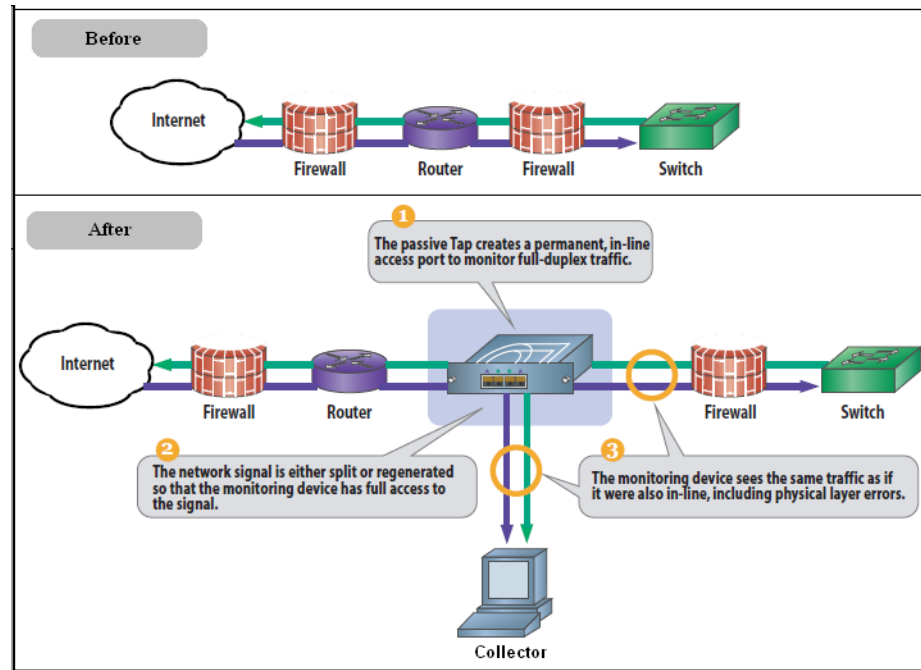 Before
Internet
Firewall
Router
Firewall
Switch
After
1
The passive Tap creates a permanent, in-line
access port to monitor full-duplex traffic.
Internet
Firewall
Router
Firewall
Switch
2
The network signal is either split or regenerated
so that the monitoring device has full access to
the signal.
3
The monitoring device sees the same traffic as if
it were also in-line, including physical layer errors.
Collector